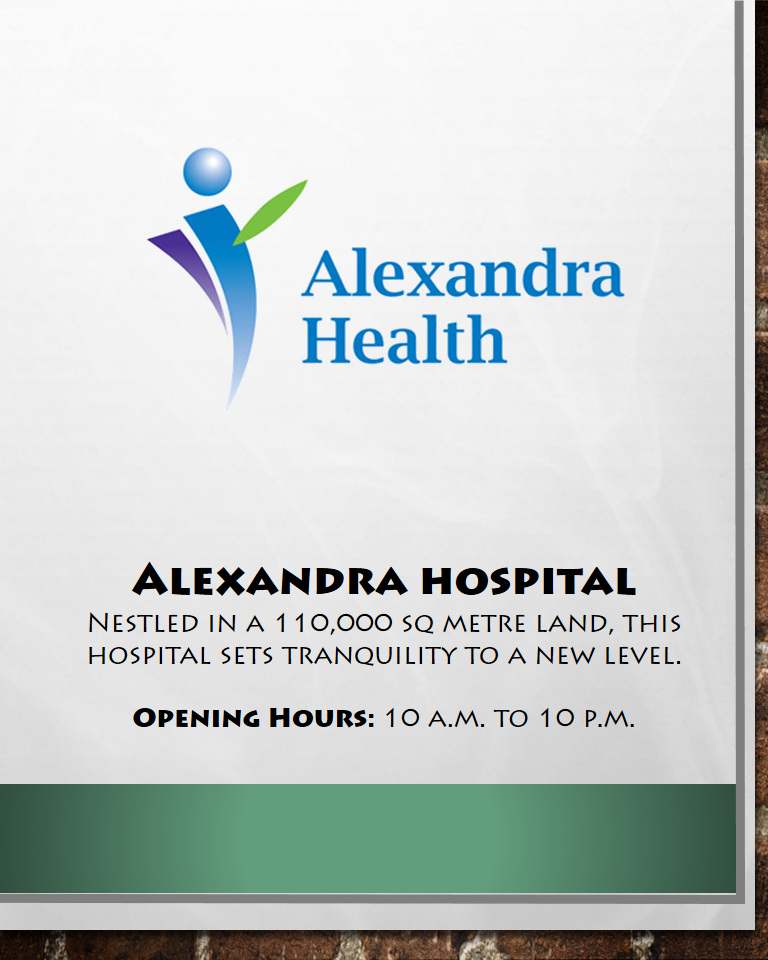 Alexandra
Health
Alexandra hospital
Nestled in a 110,000 sq metre land, this
hospital sets tranquility to a new level.
Opening Hours: 10 a.m. to 10 p.m.